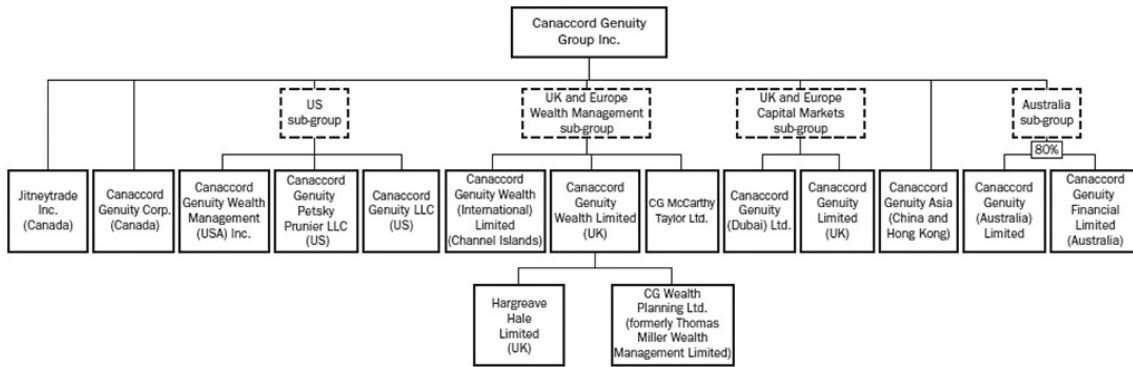 Canaccord Genuity
Group Inc.
US
sub-group
UK and Europe
Wealth Management
sub-group
UK and Europe
Capital Markets
sub-group
Australia
sub-group
80%
Jitneytrade
Inc.
(Canada)
Canaccord
Genuity Corp.
(Canada)
Canaccord
Genuity Wealth
Management
(USA) Inc.
Canaccord
Genuity
Petsky
Prunier LLC
(US)
Canaccord
Genuity LLC
(US)
Canaccord
Genuity Wealth
(International)
Limited
(Channel Islands)
Canaccord
Genuity
Wealth Limited
(UK)
CG McCarthy
Taylor Ltd.
Canaccord
Genuity
(Dubai) Ltd.
Canaccord
Genuity
Limited
(UK)
Canaccord
Genuity Asia
(China and
Hong Kong)
Canaccord
Genuity
(Australia)
Limited
Canaccord
Genuity
Financial
Limited
(Australia)
Hargreave
Hale
Limited
(UK)
CG Wealth
Planning Ltd.
(formerly Thomas
Miller Wealth
Management Limited)